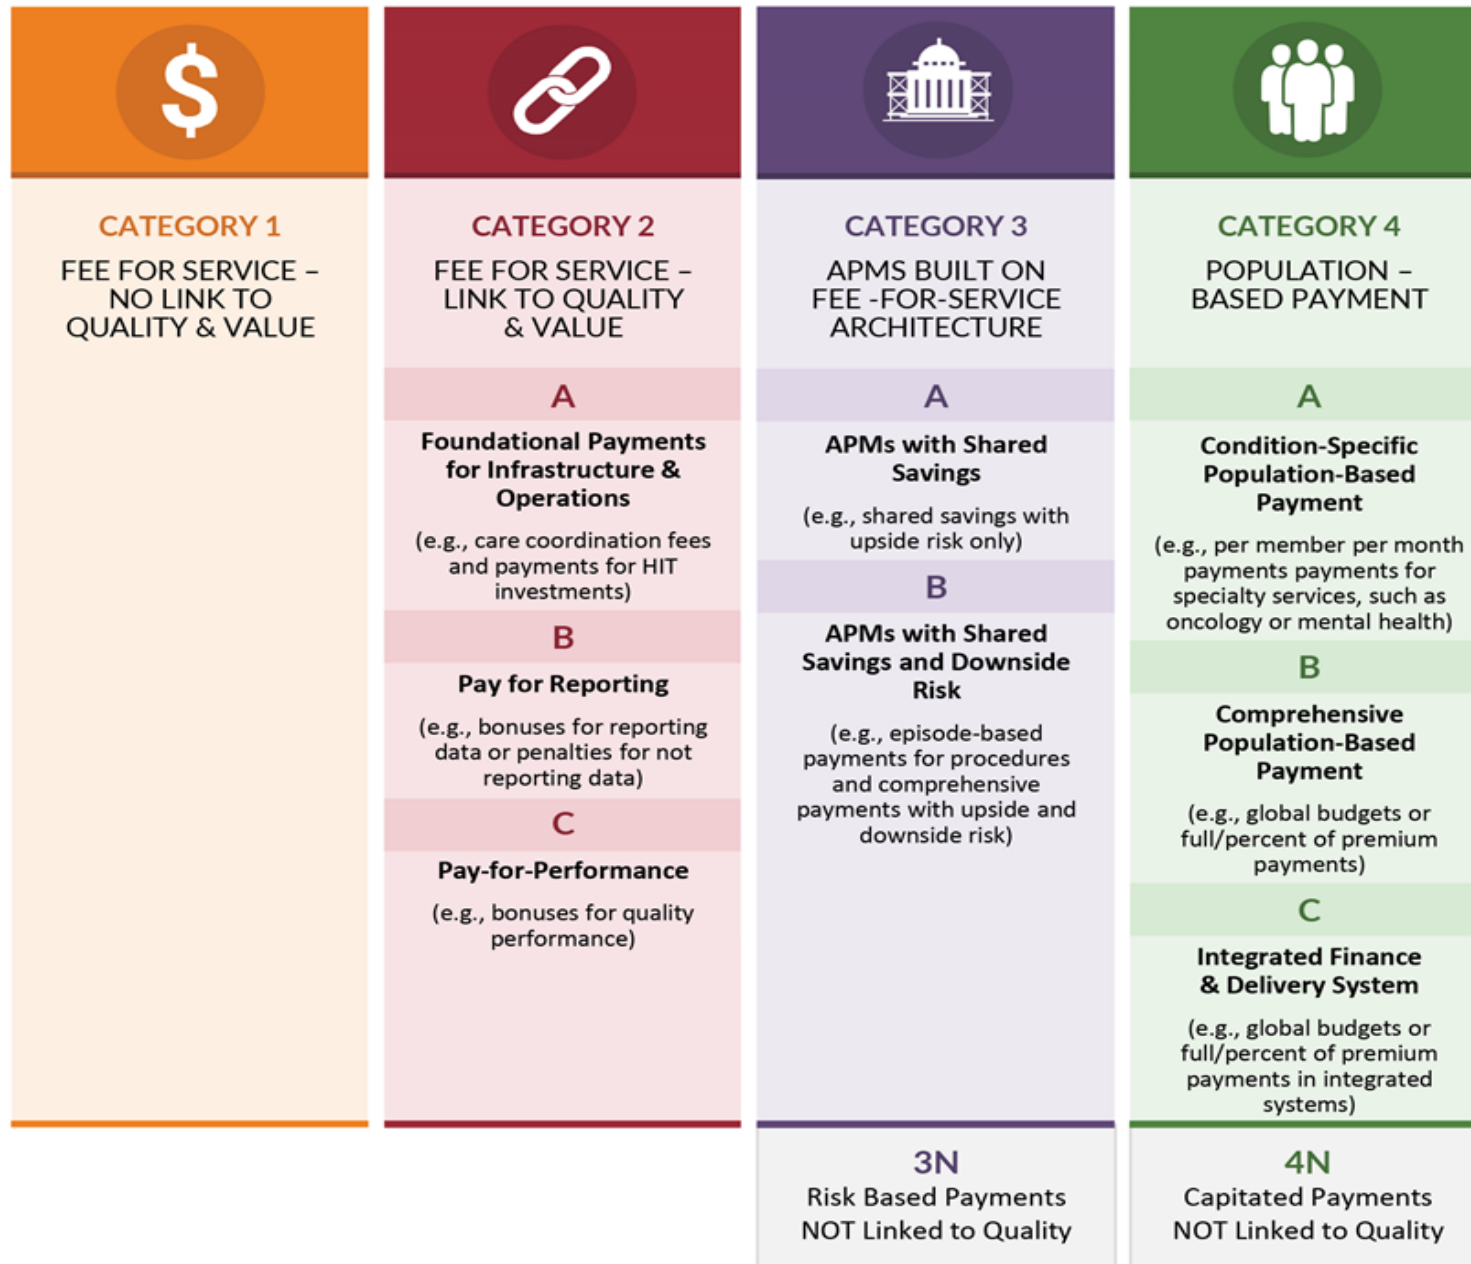 $
CATEGORY 1
FEE FOR SERVICE –
NO LINK TO
QUALITY & VALUE
CATEGORY 2
FEE FOR SERVICE –
LINK TO QUALITY
& VALUE
A
Foundational Payments
for Infrastructure &
Operations
(e.g., care coordination fees
and payments for HIT
investments)
B
Pay for Reporting
(e.g., bonuses for reporting
data or penalties for not
reporting data)
C
Pay-for-Performance
(e.g., bonuses for quality
performance)
CATEGORY 3
APMS BUILT ON
FEE -FOR-SERVICE
ARCHITECTURE
A
APMs with Shared
Savings
(e.g., shared savings with
upside risk only)
B
APMs with Shared
Savings and Downside
Risk
(e.g., episode-based
payments for procedures
and comprehensive
payments with upside and
downside risk)
3N
Risk Based Payments
NOT Linked to Quality
CATEGORY 4
POPULATION –
BASED PAYMENT
A
Condition-Specific
Population-Based
Payment
(e.g., per member per month
payments payments for
specialty services, such as
oncology or mental health)
B
Comprehensive
Population-Based
Payment
(e.g., global budgets or
full/percent of premium
payments)
C
Integrated Finance
& Delivery System
(e.g., global budgets or
full/percent of premium
payments in integrated
systems)
4N
Capitated Payments
NOT Linked to Quality